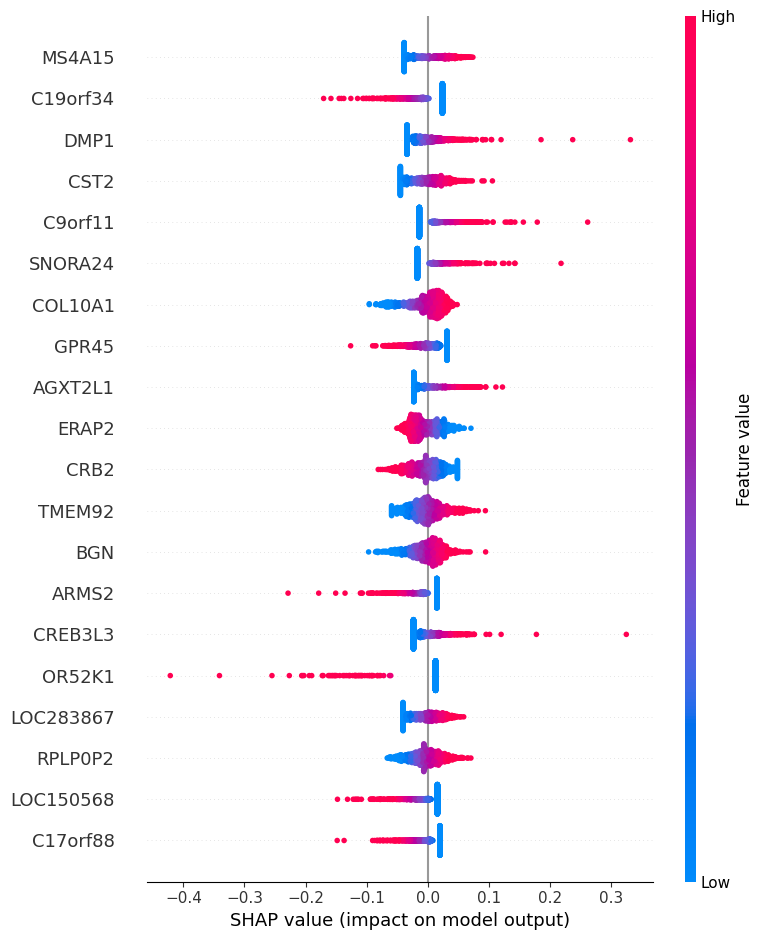 High
MS4A15
C19orf34
DMP1
CST2
C9orf11
SNORA24
COL10A1
GPR45
AGXT2L1
ERAP2
CRB2
TMEM92
BGN
ARMS2
CREB3L3
OR52K1
LOC283867
RPLP0P2
LOC150568
C17orf88
Feature value
Low
−0.4 −0.3 −0.2 −0.1 0.0 0.1 0.2 0.3
SHAP value (impact on model output)